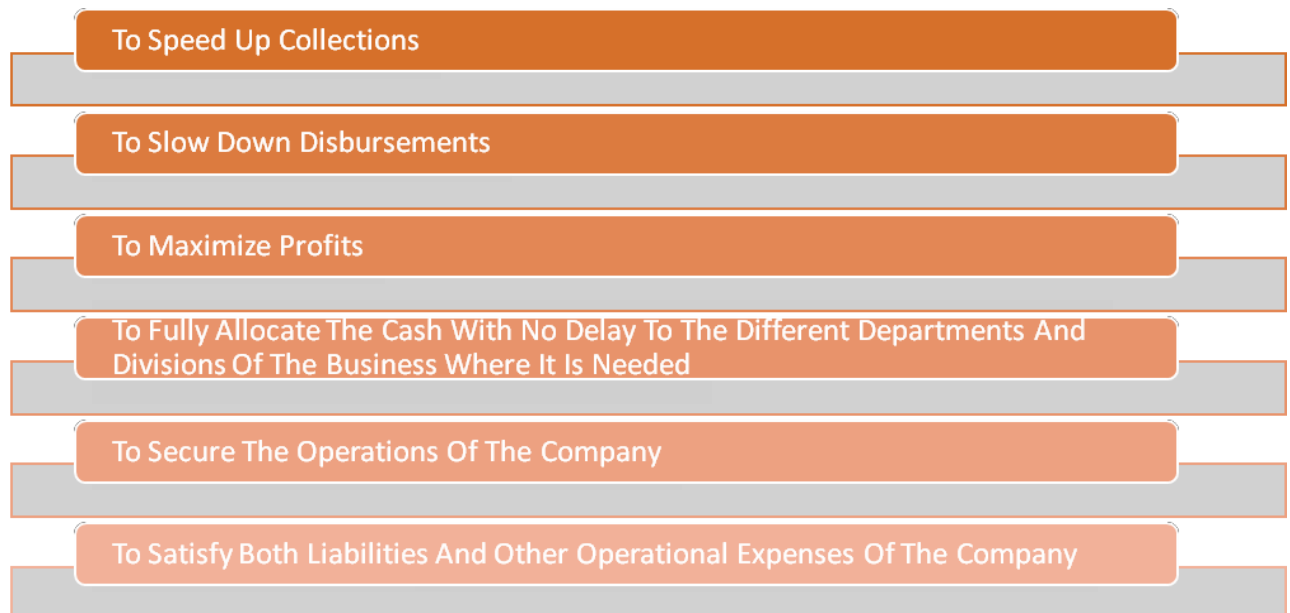 To Speed Up Collections
To Slow Down Disbursements
To Maximize Profits
To Fully Allocate The Cash With No Delay To The Different Departments And
Divisions Of The Business Where It Is Needed
To Secure The Operations Of The Company
To Satisfy Both Liabilities And Other Operational Expenses Of The Company